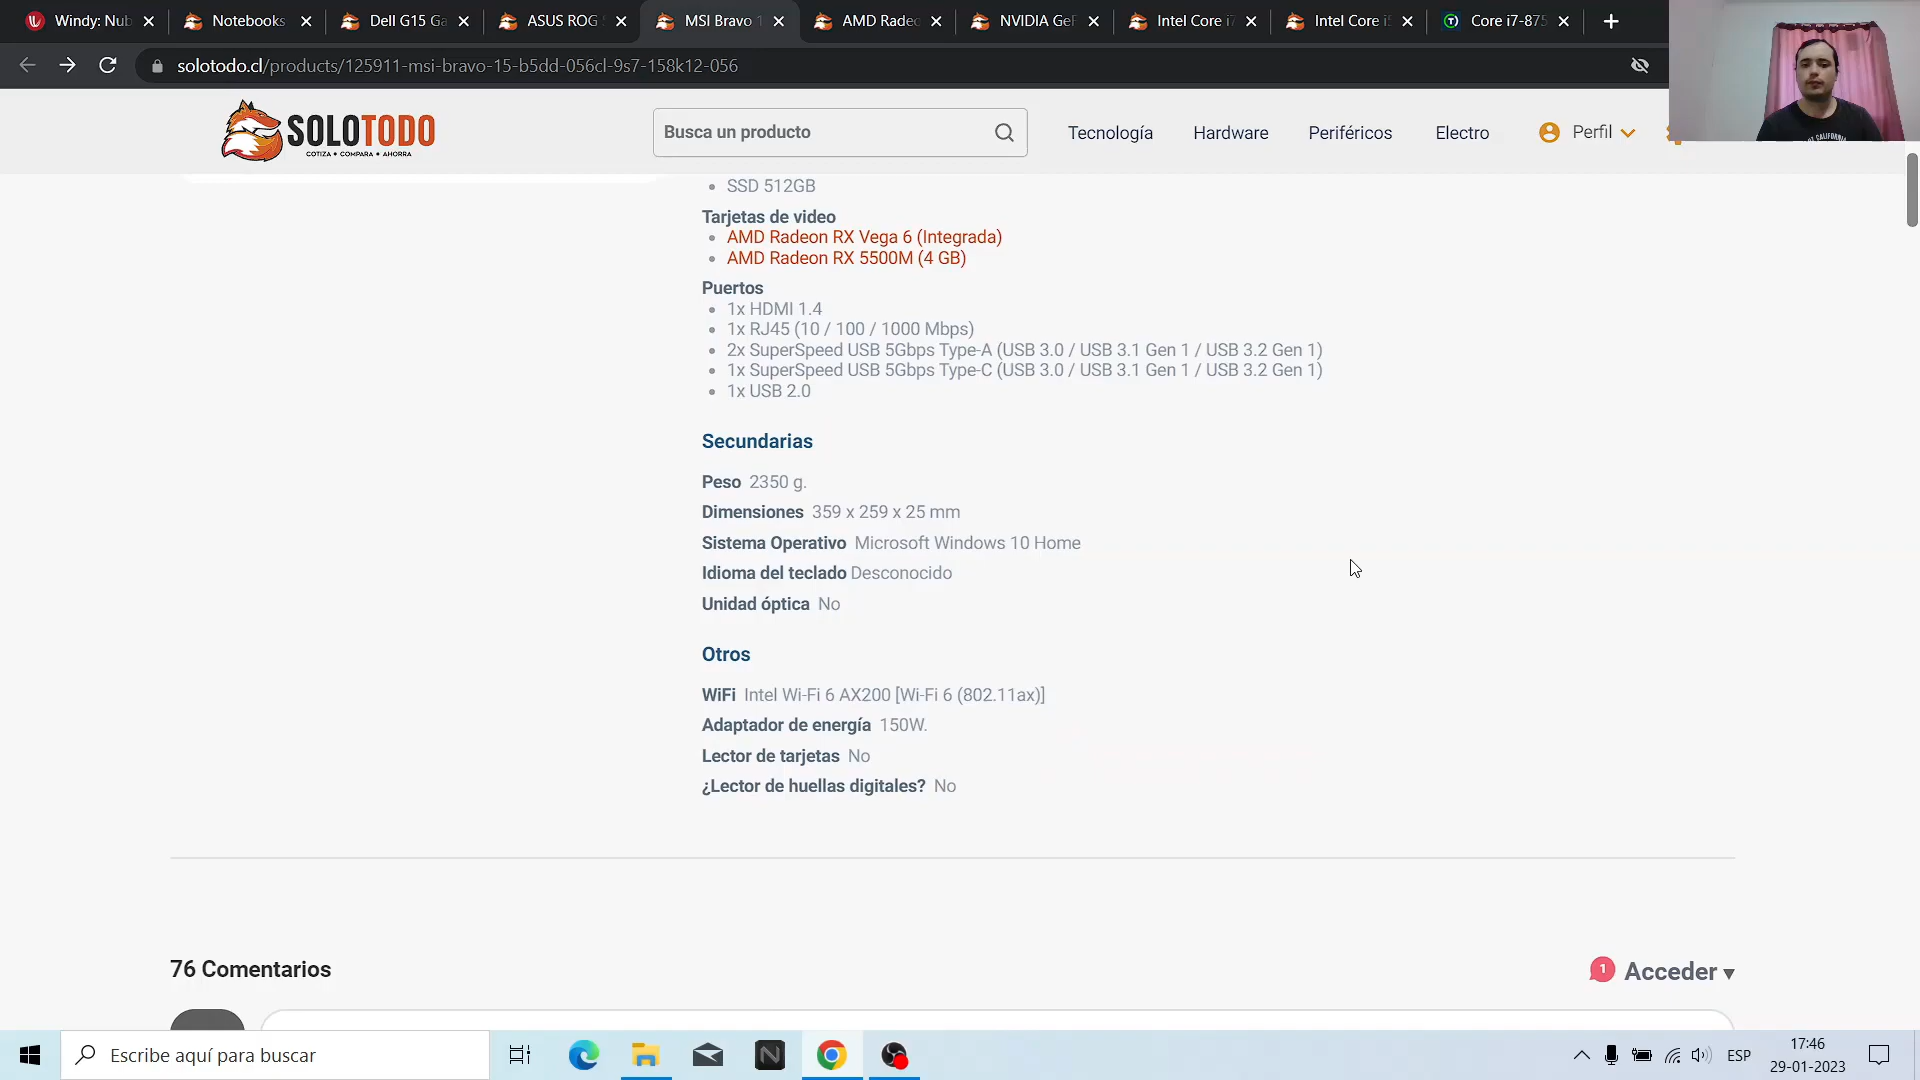 Windy: Nub
Notebooks
Dell G15 Ga
ASUS ROG
MSI Bravo 1
AMD Radeo
NVIDIA GeF
Intel Core i7
Intel Core i5
Core i7-875
solotodo.cl/products/125911-msi-bravo-15-b5dd-056cl-9s7-158k12-056
SOLOTODO
COTIZA • COMPARA • AHORRA
Busca un producto
Tecnología
Hardware
Periféricos
Electro
Perfil
SSD 512GB
Tarjetas de video
AMD Radeon RX Vega 6 (Integrada)
AMD Radeon RX 5500M (4 GB)
Puertos
1x HDMI 1.4
1x RJ45 (10 / 100 / 1000 Mbps)
2x SuperSpeed USB 5Gbps Type-A (USB 3.0 / USB 3.1 Gen 1 / USB 3.2 Gen 1)
1x SuperSpeed USB 5Gbps Type-C (USB 3.0 / USB 3.1 Gen 1 / USB 3.2 Gen 1)
1x USB 2.0
Secundarias
Peso 2350 g.
Dimensiones 359 x 259 x 25 mm
Sistema Operativo Microsoft Windows 10 Home
Idioma del teclado Desconocido
Unidad óptica No
Otros
WiFi Intel Wi-Fi 6 AX200 [Wi-Fi 6 (802.11ax)]
Adaptador de energía 150W.
Lector de tarjetas No
¿Lector de huellas digitales? No
76 Comentarios
1
Acceder
Escribe aquí para buscar
ESP
17:46
29-01-2023